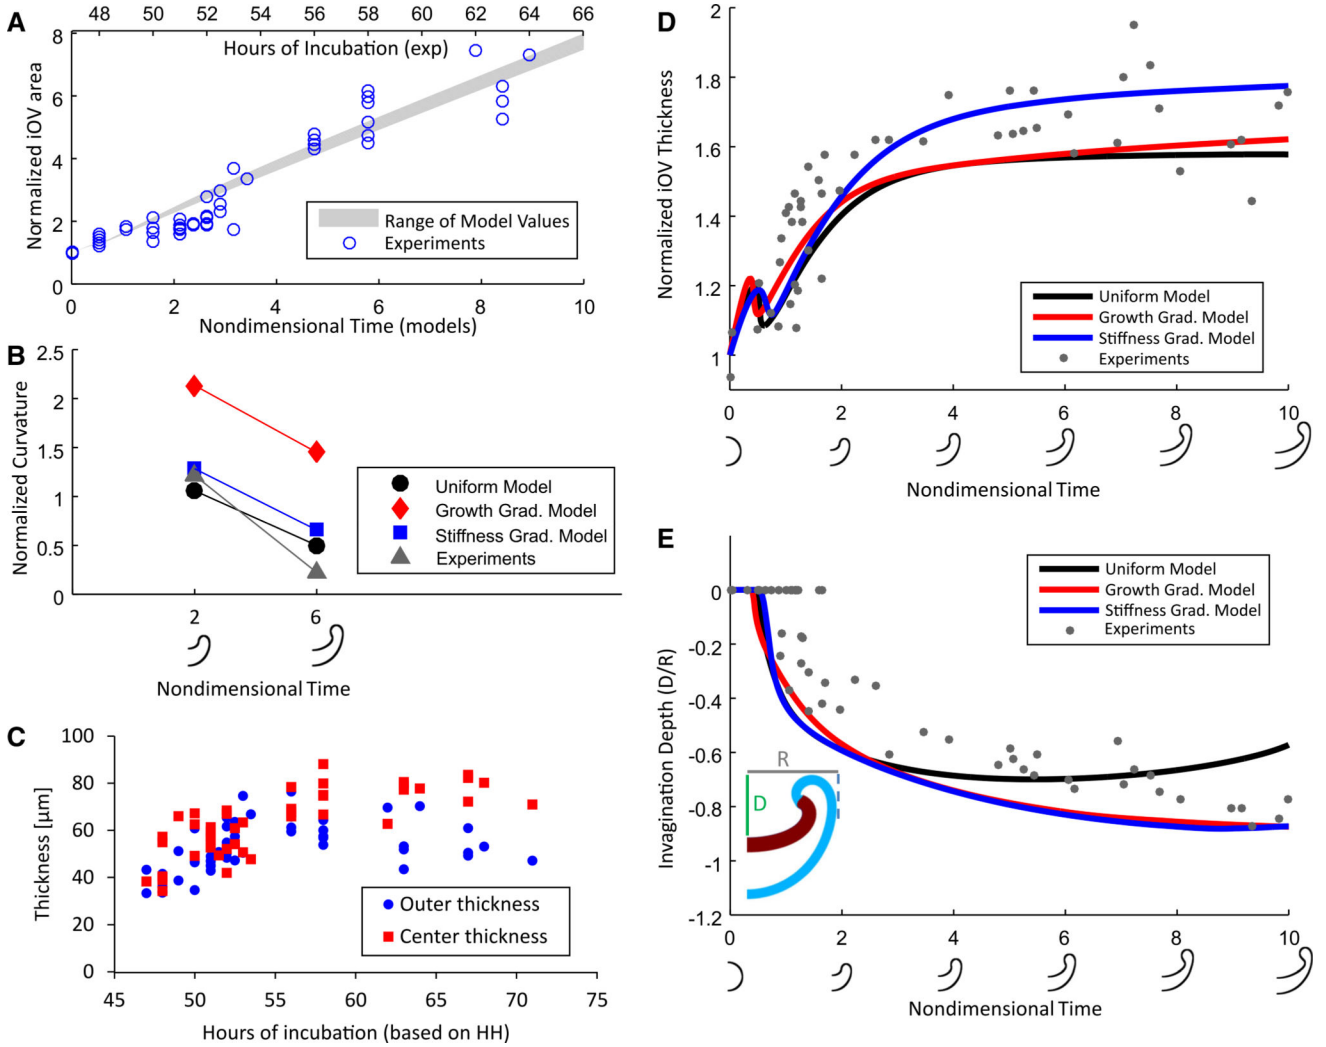 A
48 50 52 54 56 58 60 62 64 66
Hours of Incubation (exp)
Normalized iOV area
8
6
4
2
0
Range of Model Values
Experiments
0 2 4 6 8 10
Nondimensional Time (models)
B
Normalized Curvature
2.5
2
1.5
1
0.5
0
Uniform Model
Growth Grad. Model
Stiffness Grad. Model
Experiments
2 6
Nondimensional Time
C
Thickness [μm]
100
80
60
40
20
0
Outer thickness
Center thickness
45 50 55 60 65 70 75
Hours of incubation (based on HH)
D
Normalized iOV Thickness
2
1.8
1.6
1.4
1.2
1
Uniform Model
Growth Grad. Model
Stiffness Grad. Model
Experiments
0 2 4 6 8 10
Nondimensional Time
E
Invagination Depth (D/R)
0
-0.2
-0.4
-0.6
-0.8
-1
-1.2
Uniform Model
Growth Grad. Model
Stiffness Grad. Model
Experiments
R
D
0 2 4 6 8 10
Nondimensional Time